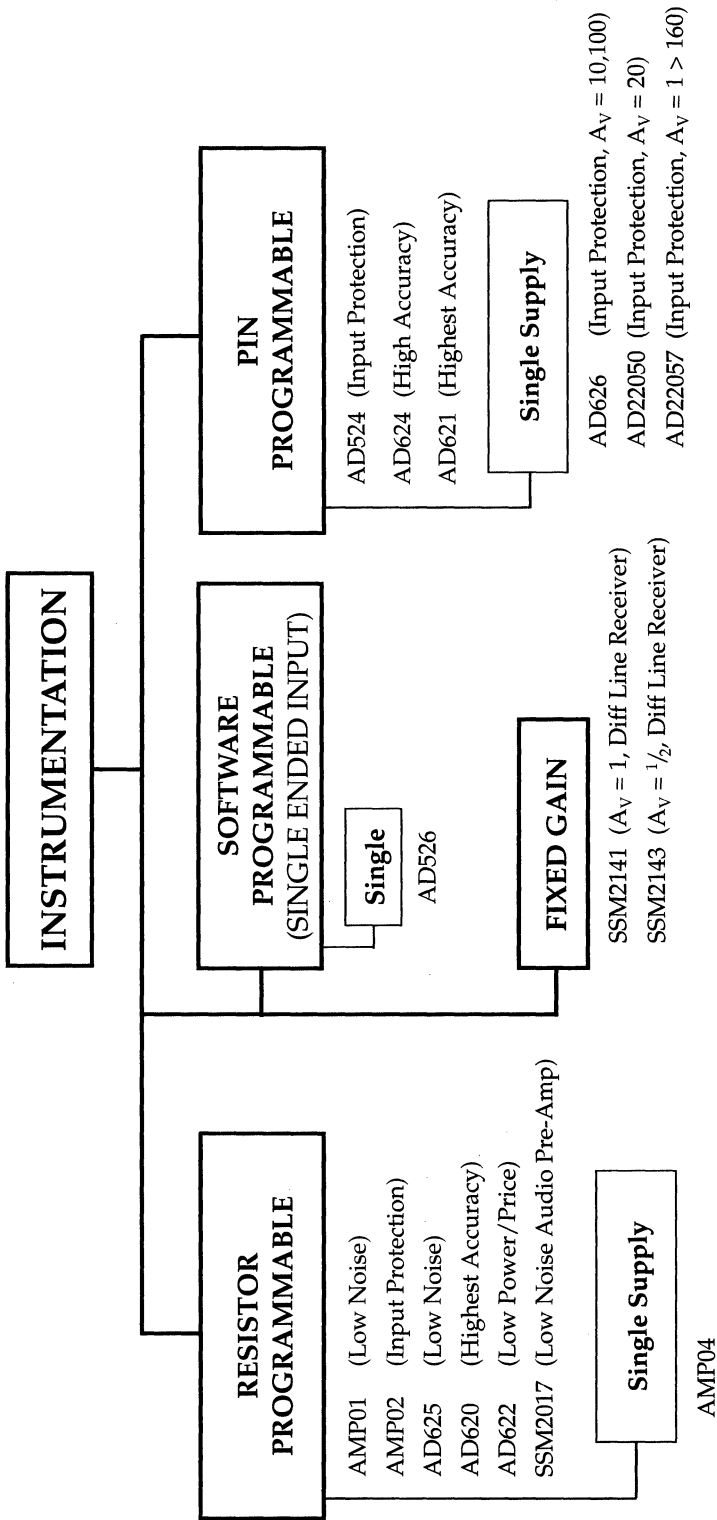 INSTRUMENTATION
RESISTOR
PROGRAMMABLE
AMP01 (Low Noise)
AMP02 (Input Protection)
AD625 (Low Noise)
AD620 (Highest Accuracy)
AD622 (Low Power/Price)
SSM2017 (Low Noise Audio Pre-Amp)
Single Supply
AMP04
SOFTWARE
PROGRAMMABLE
(SINGLE ENDED INPUT)
Single
AD526
FIXED GAIN
SSM2141 (AV = 1, Diff Line Receiver)
SSM2143 (AV = 1/2, Diff Line Receiver)
PIN
PROGRAMMABLE
AD524 (Input Protection)
AD624 (High Accuracy)
AD621 (Highest Accuracy)
Single Supply
AD626 (Input Protection, AV = 10,100)
AD22050 (Input Protection, AV = 20)
AD22057 (Input Protection, AV = 1 > 160)